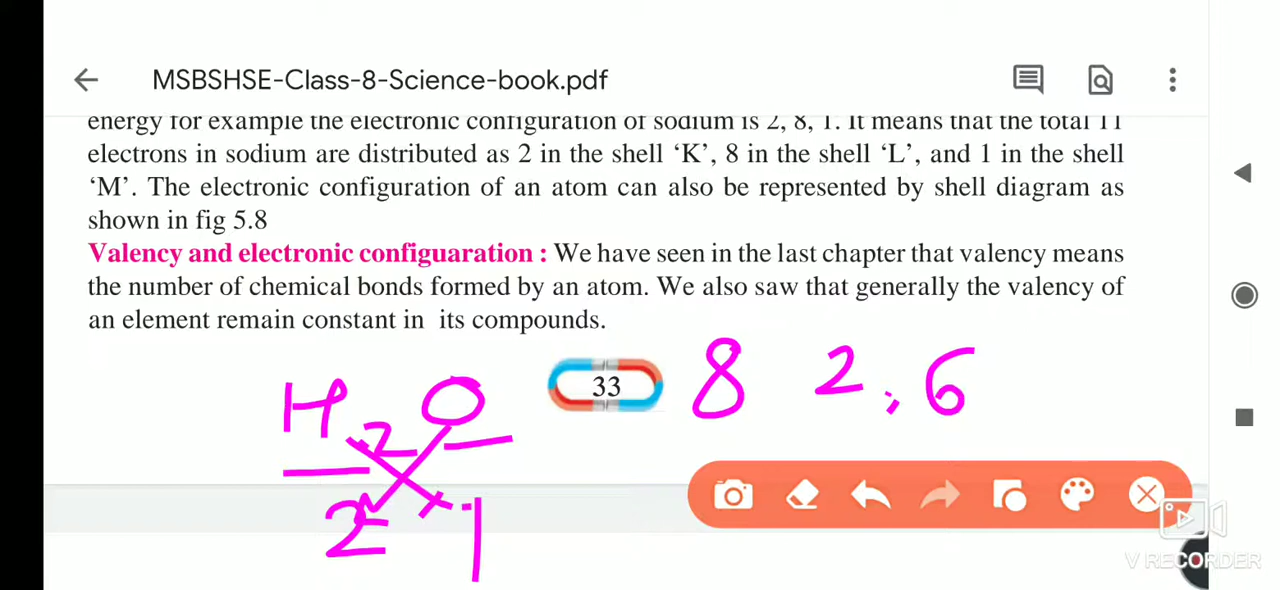 MSBSHSE-Class-8-Science-book.pdf
energy for example the electronic configuration of sodium is 2, 8, 1. It means that the total 11
electrons in sodium are distributed as 2 in the shell ‘K’, 8 in the shell ‘L’, and 1 in the shell
‘M’. The electronic configuration of an atom can also be represented by shell diagram as
shown in fig 5.8
Valency and electronic configuaration : We have seen in the last chapter that valency means
the number of chemical bonds formed by an atom. We also saw that generally the valency of
an element remain constant in its compounds.
33 8 2, 6
H2O
2 1
V RECORDER